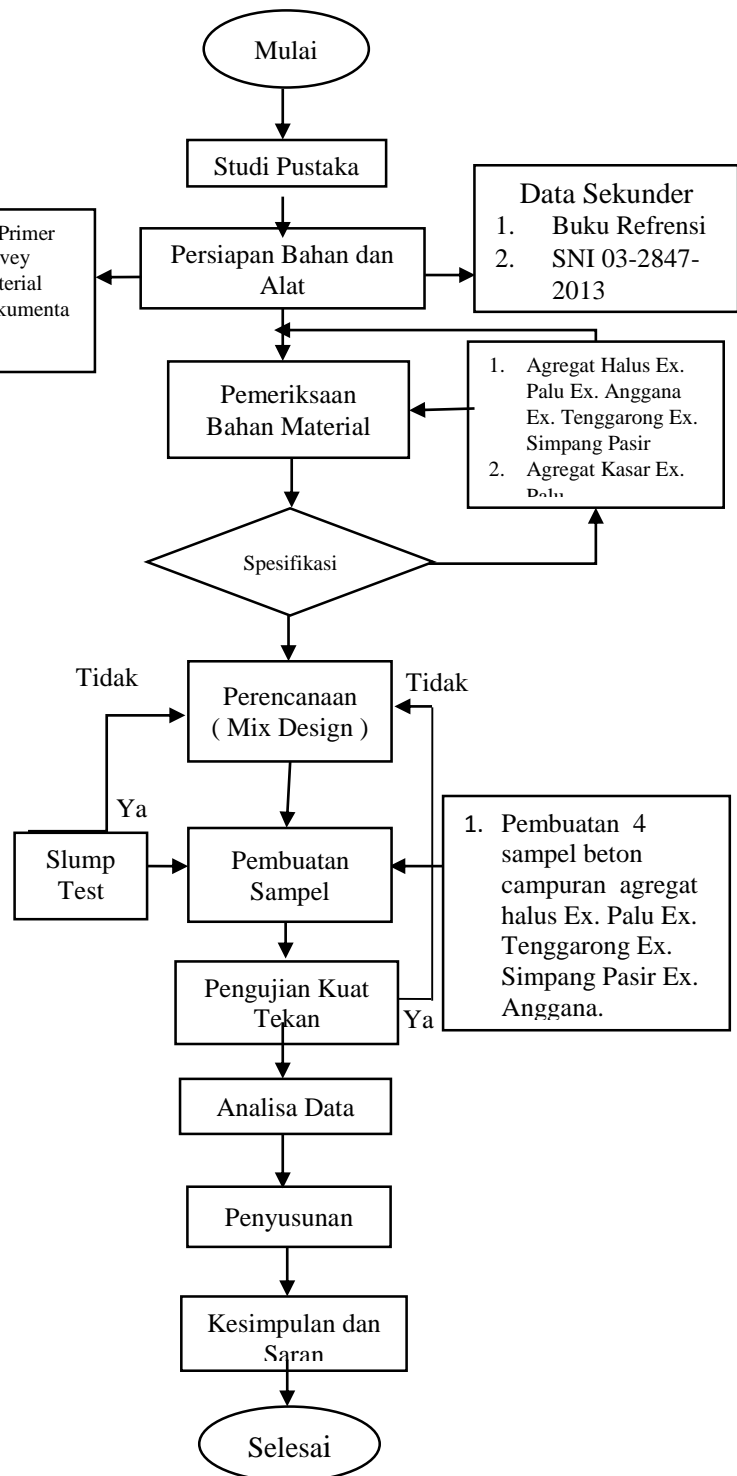 Mulai
Studi Pustaka
Persiapan Bahan dan
Alat
Primer
vey
terial
kumenta
Data Sekunder
1. Buku Refrensi
2. SNI 03-2847-
2013
Pemeriksaan
Bahan Material
1. Agregat Halus Ex.
Palu Ex. Anggana
Ex. Tenggarong Ex.
Simpang Pasir
2. Agregat Kasar Ex.
Palu
Spesifikasi
Tidak
Perencanaan
( Mix Design )
Tidak
Ya
Slump
Test
Pembuatan
Sampel
1. Pembuatan 4
sampel beton
campuran agregat
halus Ex. Palu Ex.
Tenggarong Ex.
Simpang Pasir Ex.
Anggana.
Pengujian Kuat
Tekan
Ya
Analisa Data
Penyusunan
Kesimpulan dan
Saran
Selesai